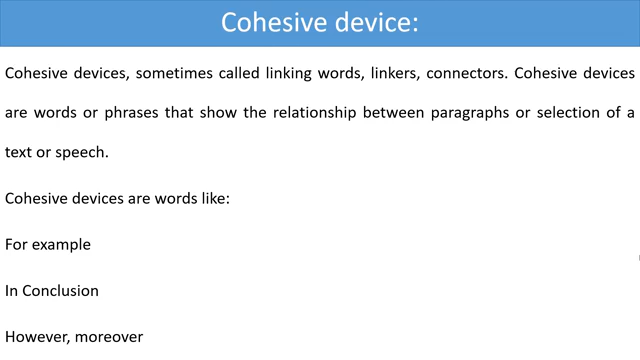 Cohesive device:
Cohesive devices, sometimes called linking words, linkers, connectors. Cohesive devices
are words or phrases that show the relationship between paragraphs or selection of a
text or speech.
Cohesive devices are words like:
For example
In Conclusion
However, moreover